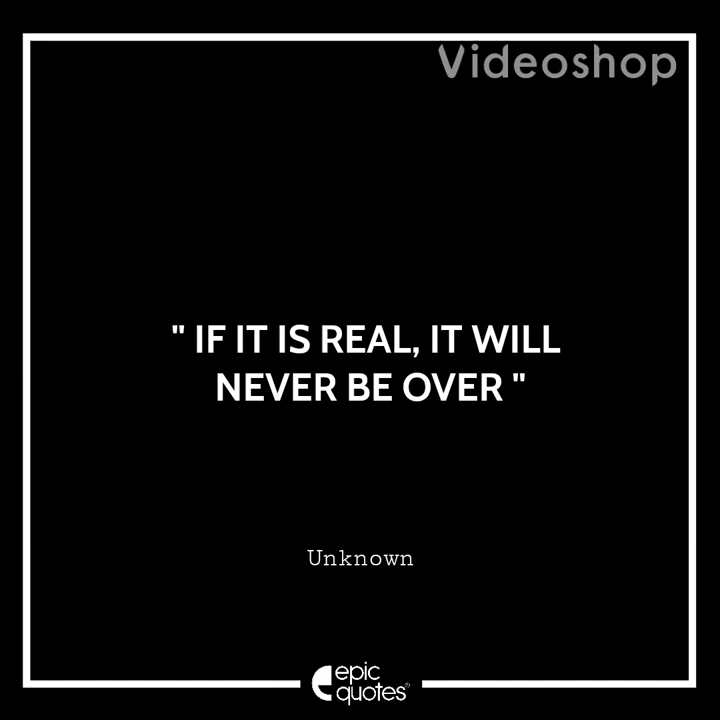 Videoshop
" IF IT IS REAL, IT WILL
NEVER BE OVER "
Unknown
epic
quotes®